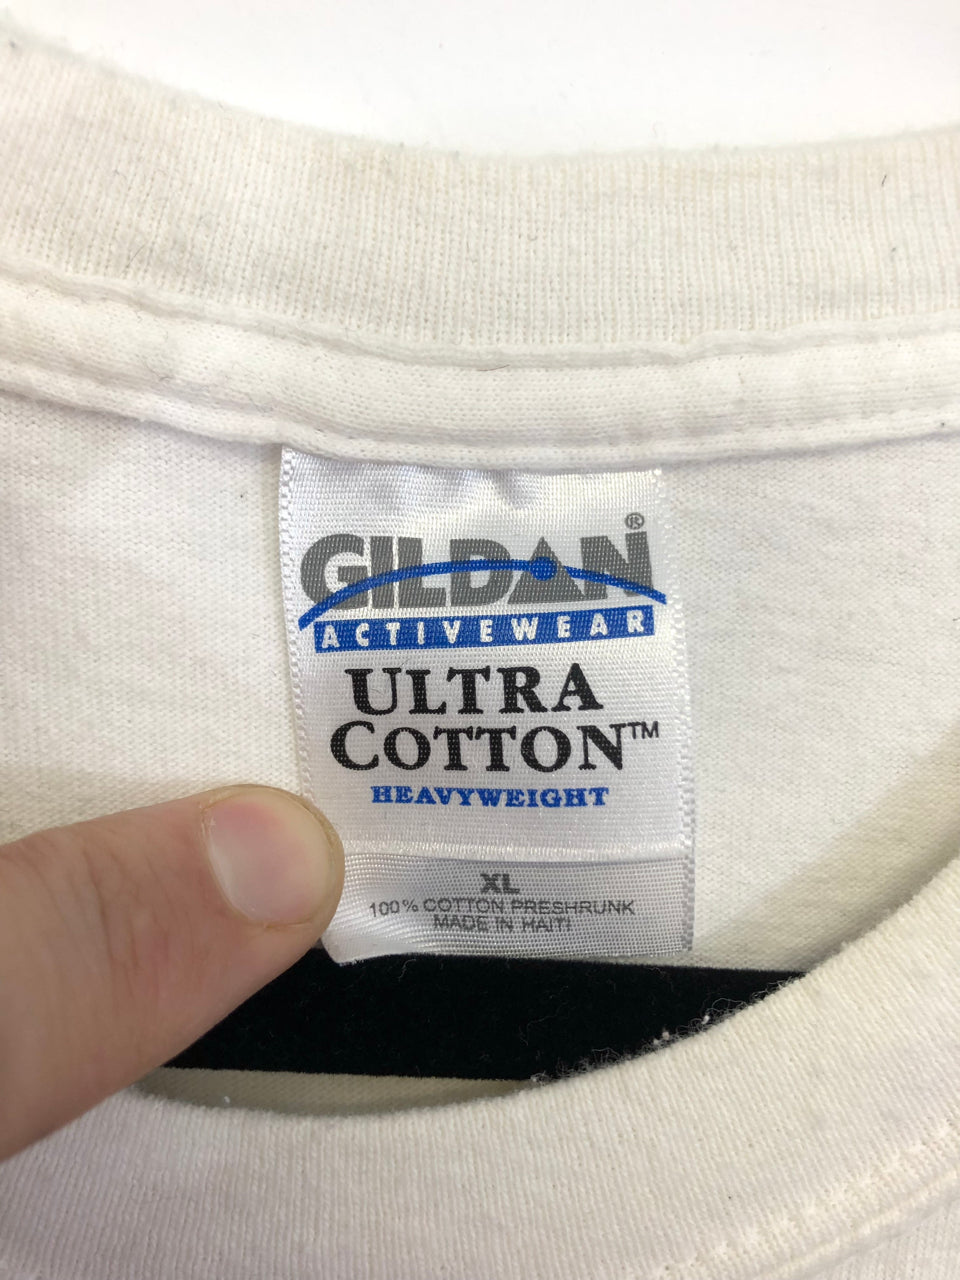 GILDAN®
ACTIVEWEAR
ULTRA
COTTON™
HEAVYWEIGHT
XL
100% COTTON PRESHRUNK
MADE IN HAITI